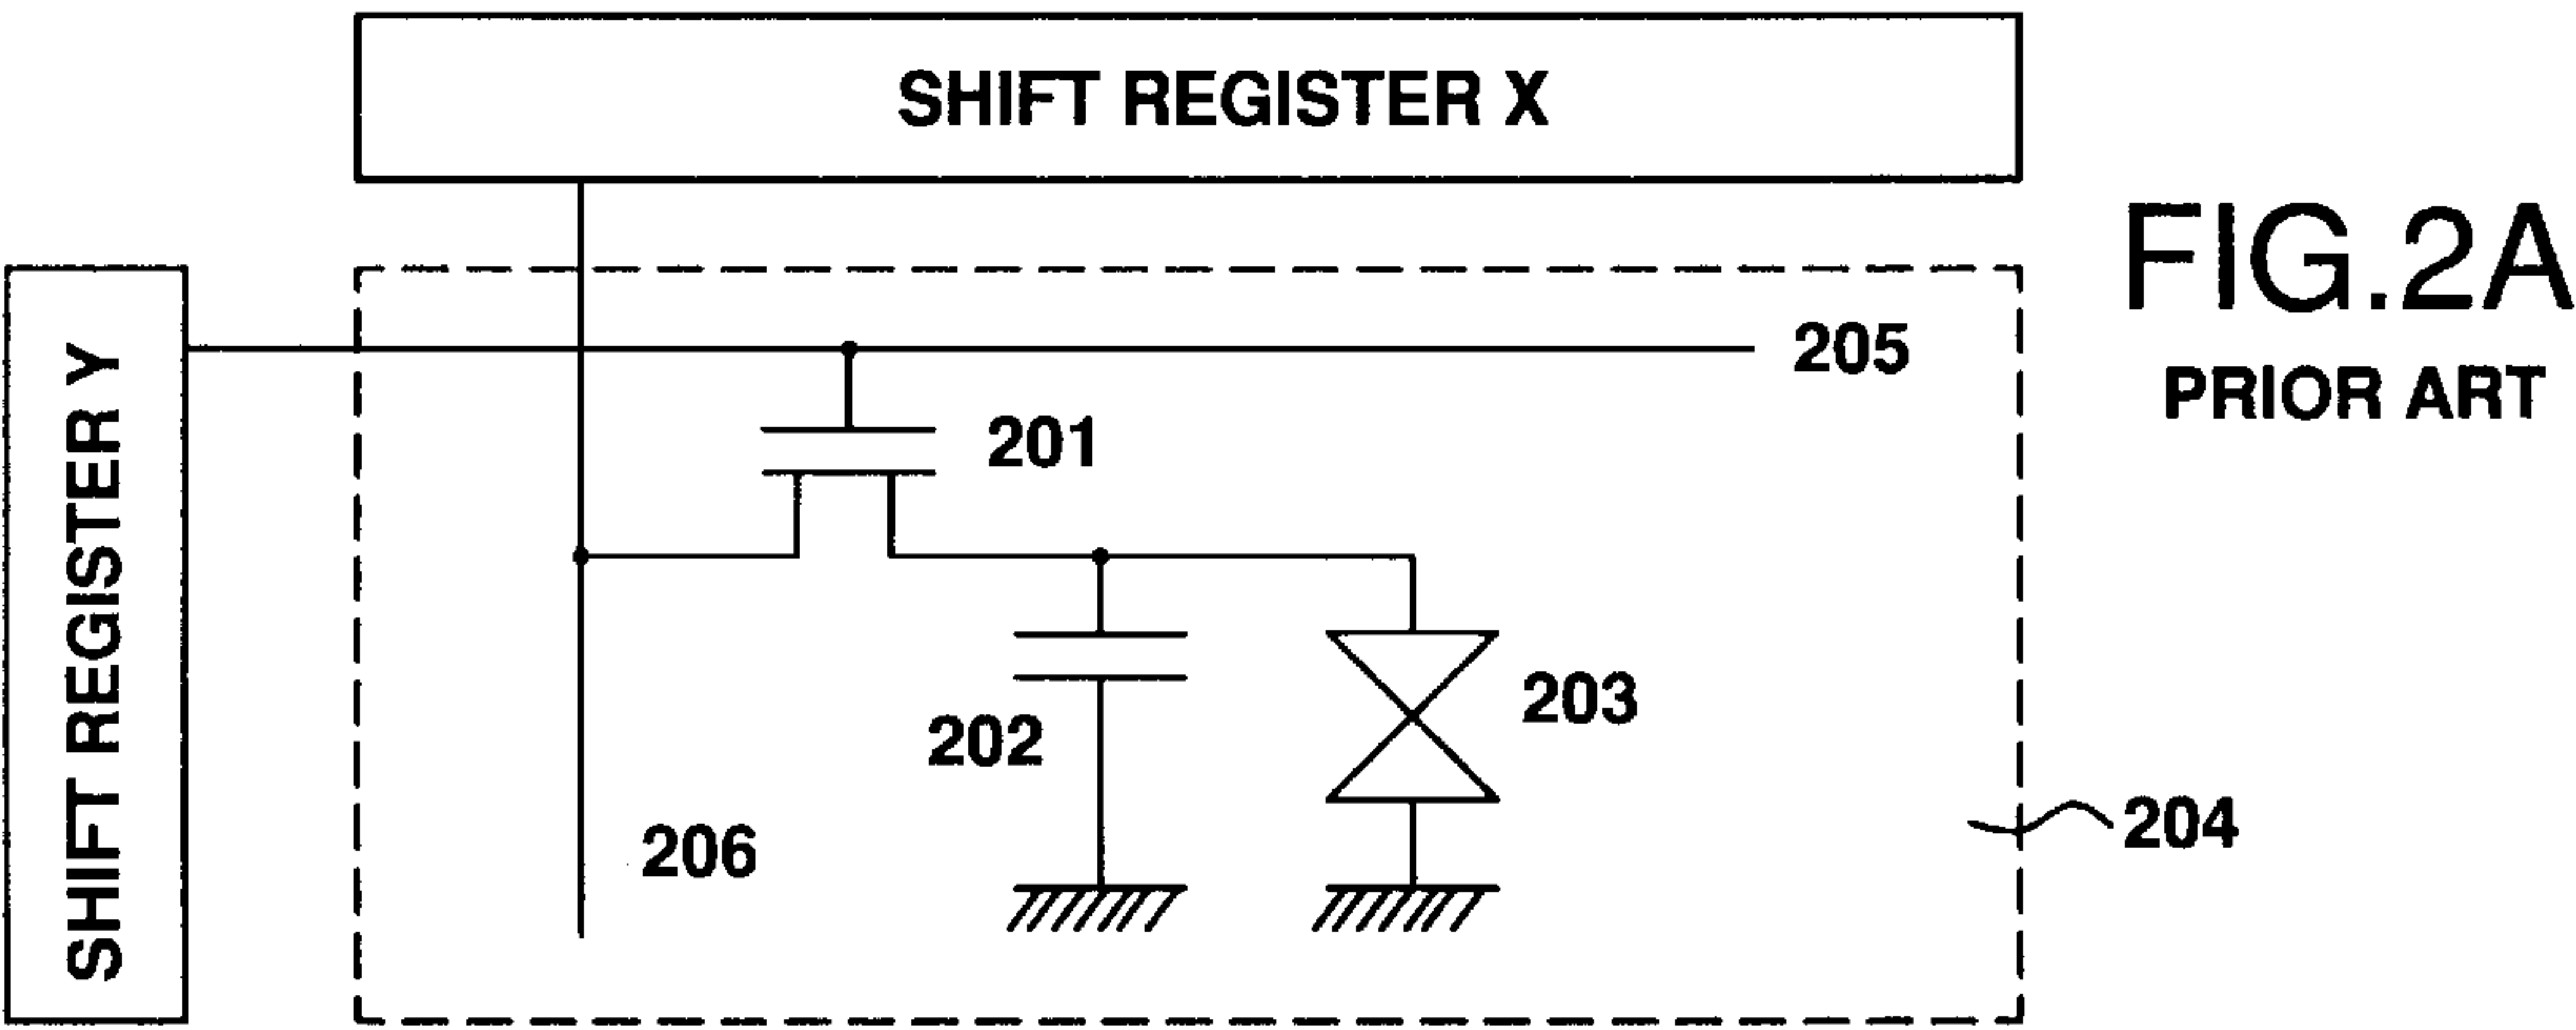 SHIFT REGISTER X
FIG.2A
PRIOR ART
SHIFT REGISTER Y
205
201
203
202
204
206